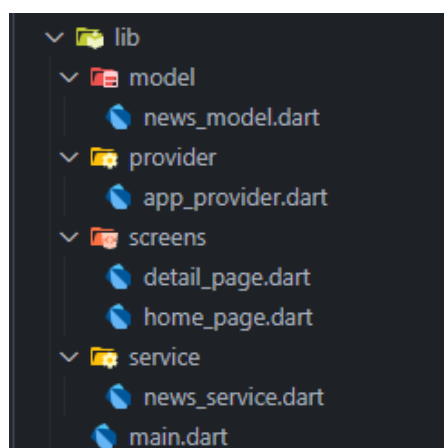 lib
model
news_model.dart
provider
app_provider.dart
screens
detail_page.dart
home_page.dart
service
news_service.dart
main.dart